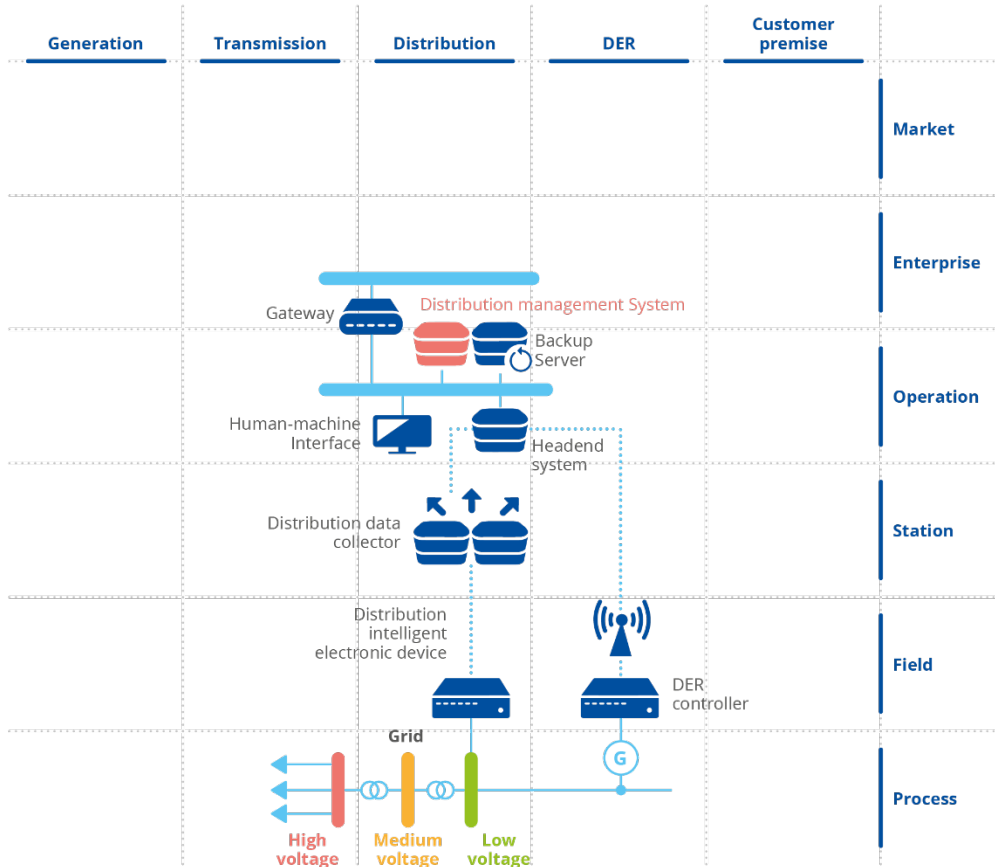 Generation
Transmission
Distribution
DER
Customer
premise
Market
Enterprise
Gateway
Distribution management System
Backup
Server
Operation
Human-machine
Interface
Headend
system
Distribution data
collector
Station
Distribution
intelligent
electronic device
Field
DER
controller
Grid
G
Process
High
voltage
Medium
voltage
Low
voltage